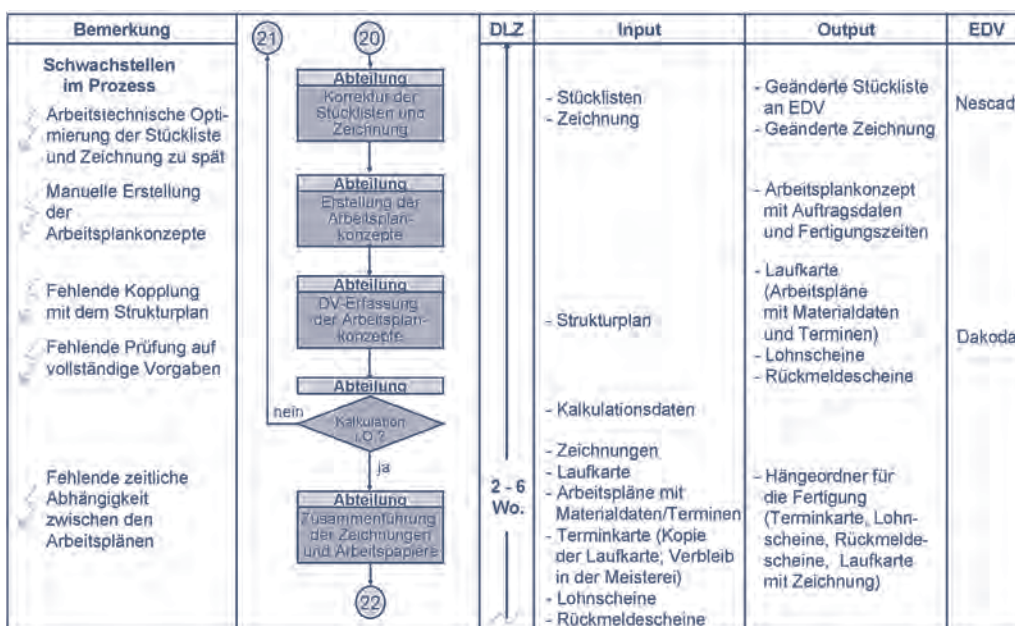 Bemerkung
21
20
DLZ
Input
Output
EDV
Schwachstellen
im Prozess
Arbeitstechnische Opti-
mierung der Stückliste
und Zeichnung zu spät
Manuelle Erstellung
der
Arbeitsplankonzepte
Fehlende Kopplung
mit dem Strukturplan
Fehlende Prüfung auf
vollständige Vorgaben
Fehlende zeitliche
Abhängigkeit
zwischen den
Arbeitsplänen
Abteilung
Korrektur der
Stücklisten und
Zeichnung
Abteilung
Erstellung der
Arbeitsplan-
konzepte
Abteilung
DV-Erfassung
der Arbeitsplan-
konzepte
Abteilung
nein
Kalkulation
i.O.?
ja
Abteilung
Zusammenführung
der Zeichnungen
und Arbeitspapiere
22
2 - 6
Wo.
- Stücklisten
- Zeichnung
- Strukturplan
- Kalkulationsdaten
- Zeichnungen
- Laufkarte
- Arbeitspläne mit
Materialdaten/Terminen
- Terminkarte (Kopie
der Laufkarte, Verbleib
in der Meisterei)
- Lohnscheine
- Rückmeldescheine
- Geänderte Stückliste
an EDV
- Geänderte Zeichnung
- Arbeitsplankonzept
mit Auftragsdaten
und Fertigungszeiten
- Laufkarte
(Arbeitspläne
mit Materialdaten
und Terminen)
- Lohnscheine
- Rückmeldescheine
- Hängeordner für
die Fertigung
(Terminkarte, Lohn-
scheine, Rückmelde-
scheine, Laufkarte
mit Zeichnung)
Nescad
Dakoda